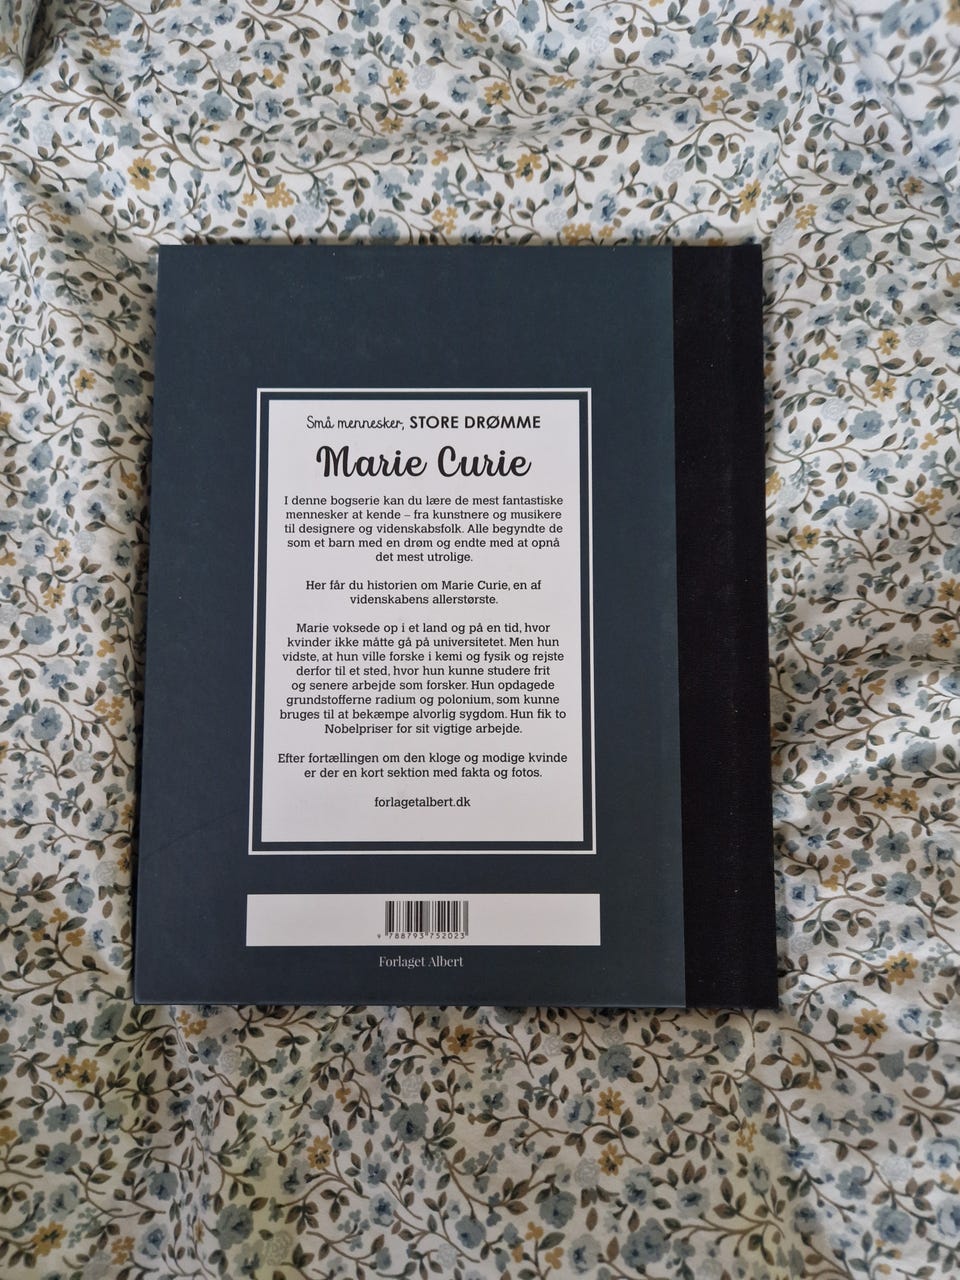 Små mennesker, STORE DRØMME
Marie Curie
I denne bogserie kan du lære de mest fantastiske
mennesker at kende – fra kunstnere og musikere
til designere og videnskabsfolk. Alle begyndte de
som et barn med en drøm og endte med at opnå
det mest utrolige.
Her får du historien om Marie Curie, en af
videnskabens allerstørste.
Marie voksede op i et land og på en tid, hvor
kvinder ikke måtte gå på universitetet. Men hun
vidste, at hun ville forske i kemi og fysik og rejste
derfor til et sted, hvor hun kunne studere frit
og senere arbejde som forsker. Hun opdagede
grundstofferne radium og polonium, som kunne
bruges til at bekæmpe alvorlig sygdom. Hun fik to
Nobelpriser for sit vigtige arbejde.
Efter fortællingen om den kloge og modige kvinde
er der en kort sektion med fakta og fotos.
forlagetalbert.dk
9 788793 752023
Forlaget Albert